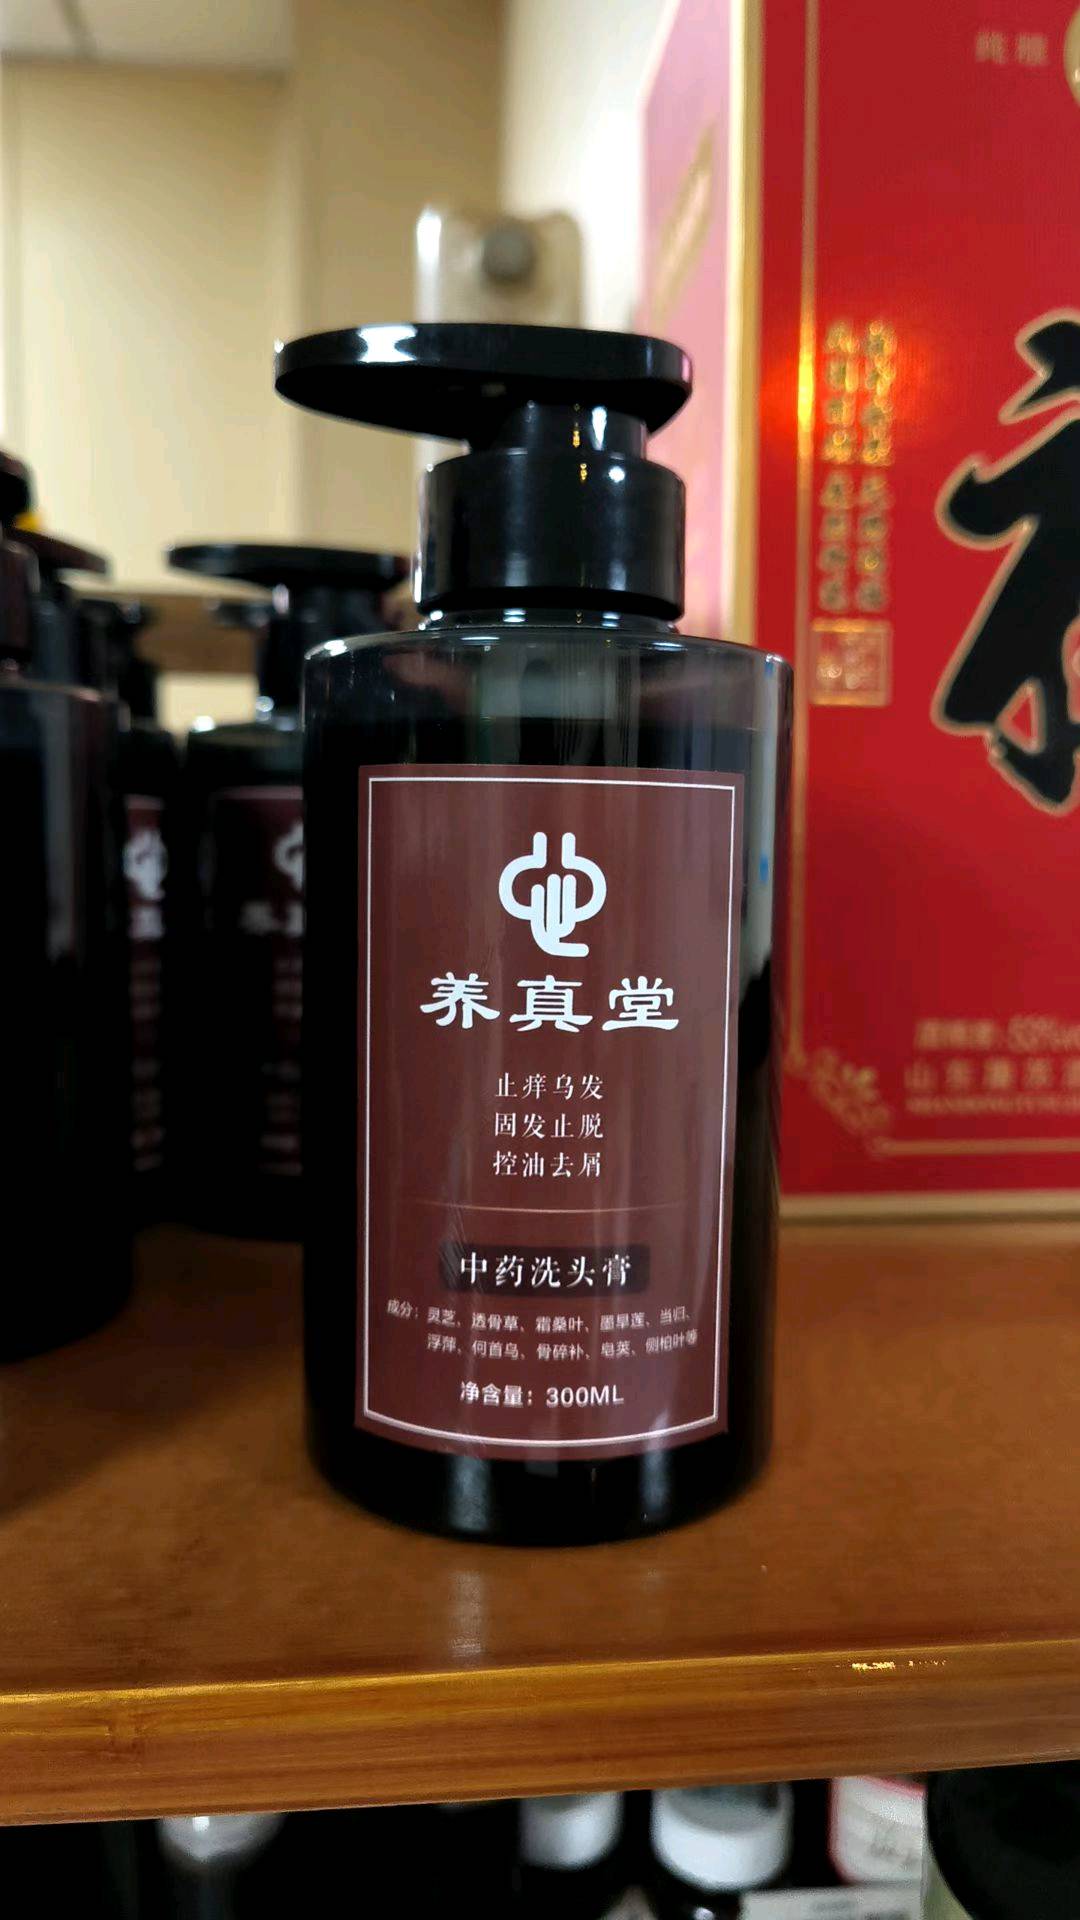 养真堂
止痒乌发
固发止脱
控油去屑
中药洗头膏
成分：灵芝、透骨草、霜桑叶、墨旱莲、当归、
浮萍、何首乌、骨碎补、皂荚、侧柏叶等
净含量：300ML